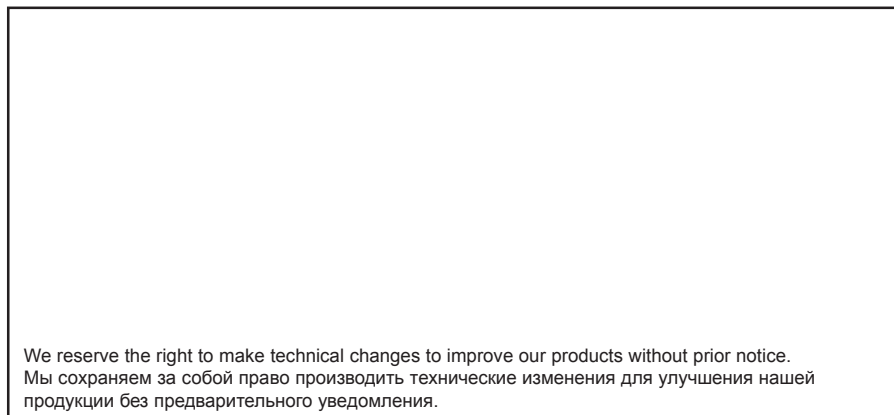 We reserve the right to make technical changes to improve our products without prior notice.
Мы сохраняем за собой право производить технические изменения для улучшения нашей
продукции без предварительного уведомления.